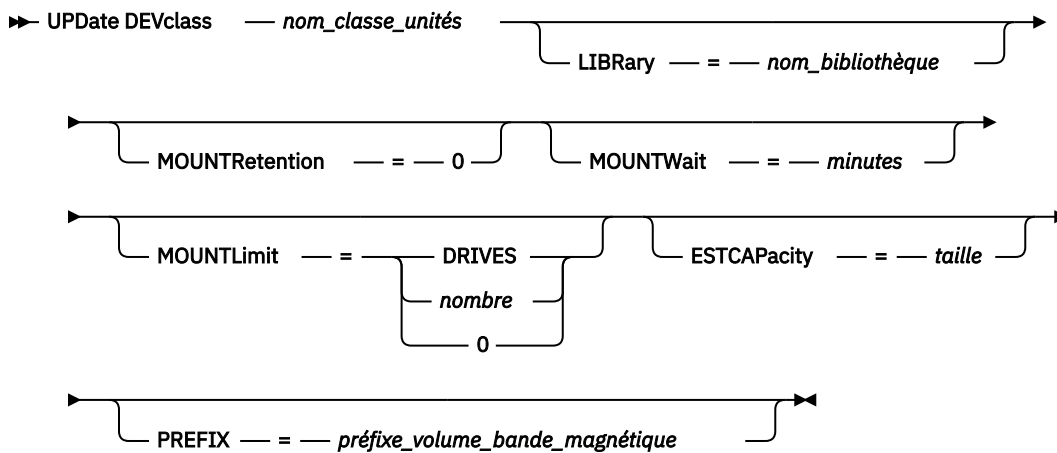 UPDate DEVclass nom_classe_unités
LIBRary = nom_bibliothèque
MOUNTRetention = 0 MOUNTWait = minutes
MOUNTLimit = DRIVES ESTCAPacity = taille
nombre
0
PREFIX = préfixe_volume_bande_magnétique